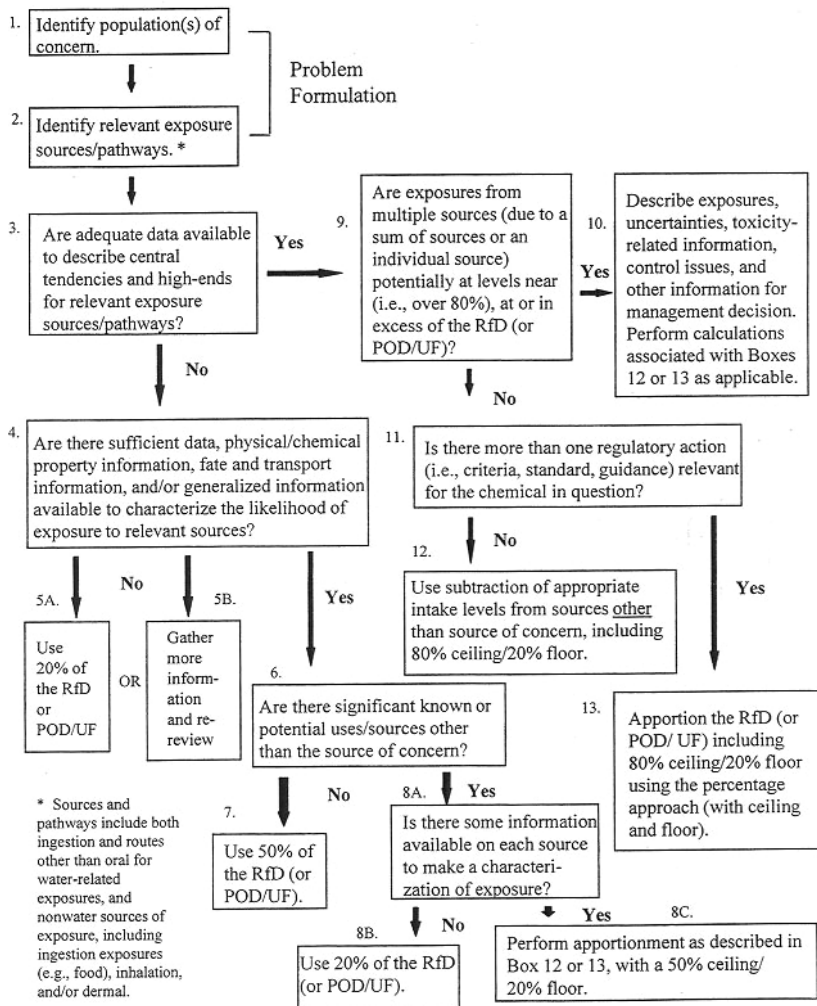 1.
Identify population(s) of
concern.
Problem
Formulation
2.
Identify relevant exposure
sources/pathways. *
3.
Are adequate data available
to describe central
tendencies and high-ends
for relevant exposure
sources/pathways?
Yes
9.
Are exposures from
multiple sources (due to a
sum of sources or an
individual source)
potentially at levels near
(i.e., over 80%), at or in
excess of the RfD (or
POD/UF)?
10.
Yes
Describe exposures,
uncertainties, toxicity-
related information,
control issues, and
other information for
management decision.
Perform calculations
associated with Boxes
12 or 13 as applicable.
No
No
4.
Are there sufficient data, physical/chemical
property information, fate and transport
information, and/or generalized information
available to characterize the likelihood of
exposure to relevant sources?
11.
Is there more than one regulatory action
(i.e., criteria, standard, guidance) relevant
for the chemical in question?
No
Yes
No
Yes
5A.
Use
20% of
the RfD
or
POD/UF
OR
5B.
Gather
more
inform-
ation
and re-
review
12.
Use subtraction of appropriate
intake levels from sources other
than source of concern, including
80% ceiling/20% floor.
6.
Are there significant known or
potential uses/sources other
than the source of concern?
13.
Apportion the RfD (or
POD/ UF) including
80% ceiling/20% floor
using the percentage
approach (with ceiling
and floor).
No
7.
Use 50% of
the RfD (or
POD/UF).
8A.
Yes
Is there some information
available on each source
to make a characteri-
zation of exposure?
* Sources and
pathways include both
ingestion and routes
other than oral for
water-related
exposures, and
nonwater sources of
exposure, including
ingestion exposures
(e.g., food), inhalation,
and/or dermal.
8B.
No
Use 20% of the RfD
(or POD/UF).
Yes
8C.
Perform apportionment as described in
Box 12 or 13, with a 50% ceiling/
20% floor.